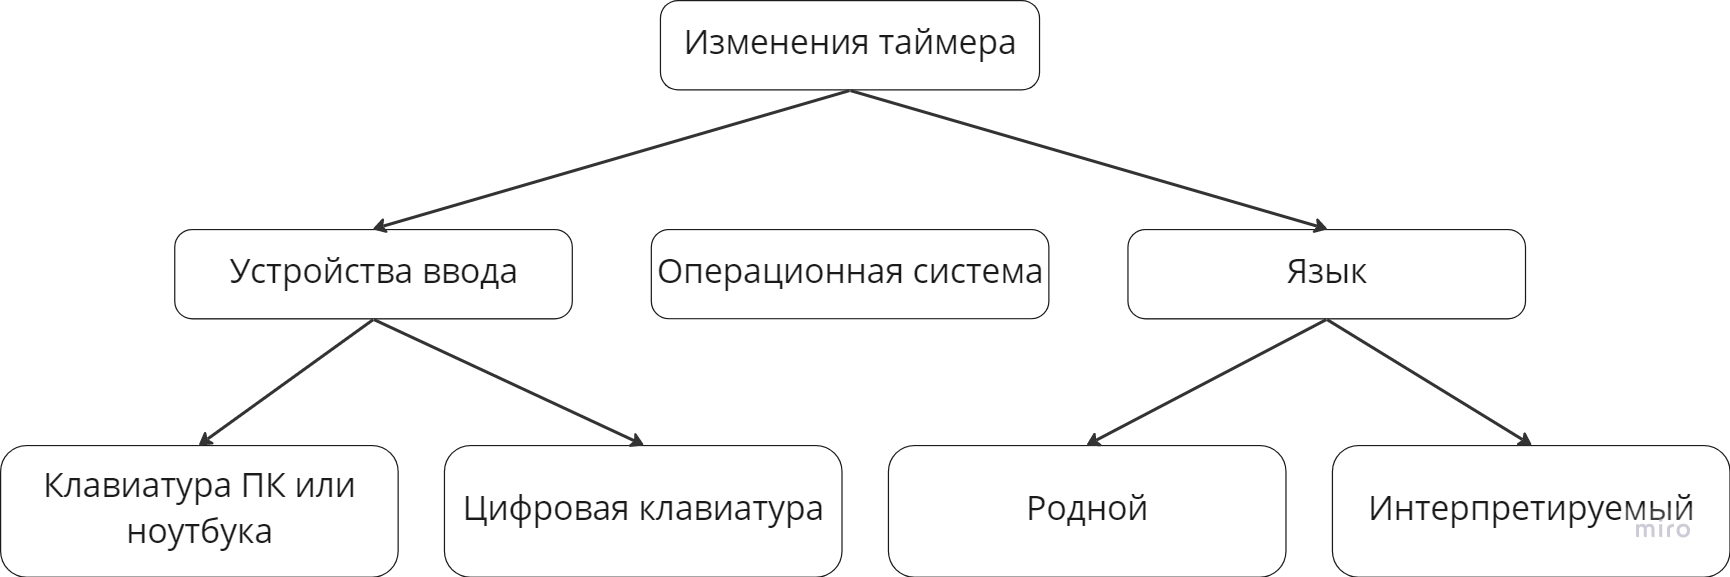 Изменения таймера
Устройства ввода
Операционная система
Язык
Клавиатура ПК или
ноутбука
Цифровая клавиатура
Родной
Интерпретируемый
miro